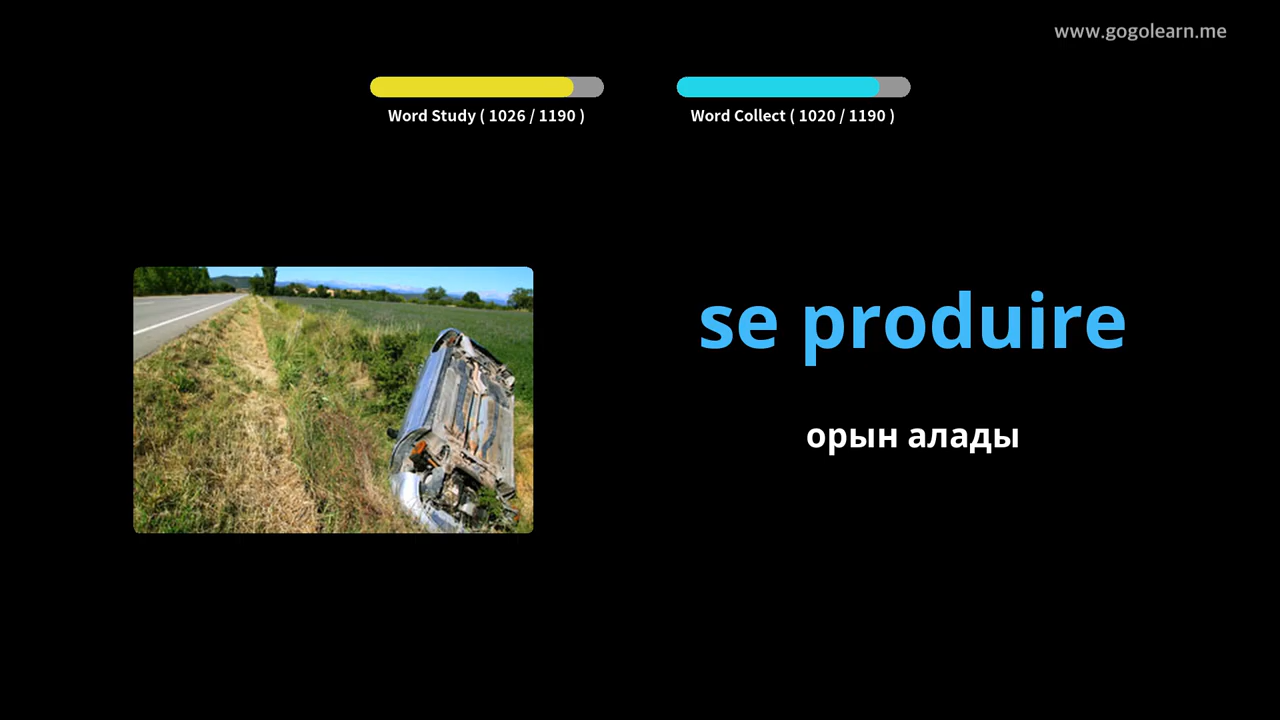 www.gogolearn.me
Word Study ( 1026 / 1190 )
Word Collect ( 1020 / 1190 )
se produire
орын алады